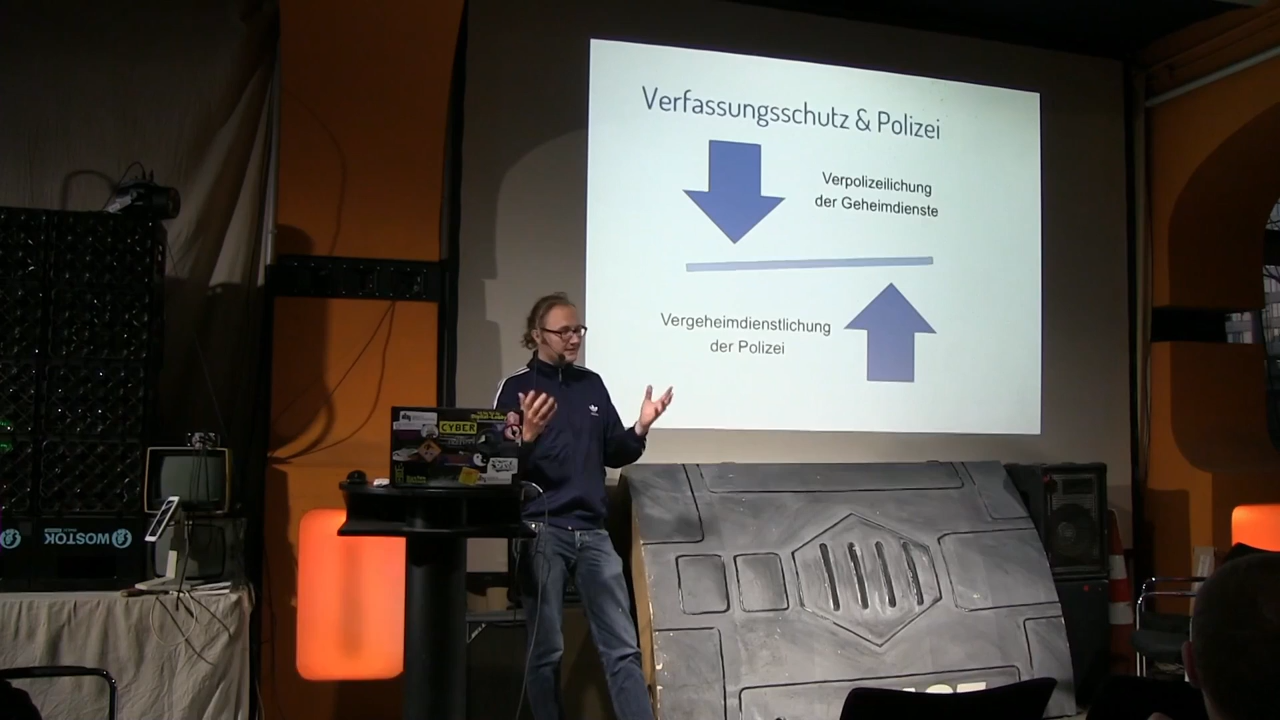 Verfassungsschutz & Polizei
Verpolizeilichung
der Geheimdienste
Vergeheimdienstlichung
der Polizei
CYBER
WOSTOK